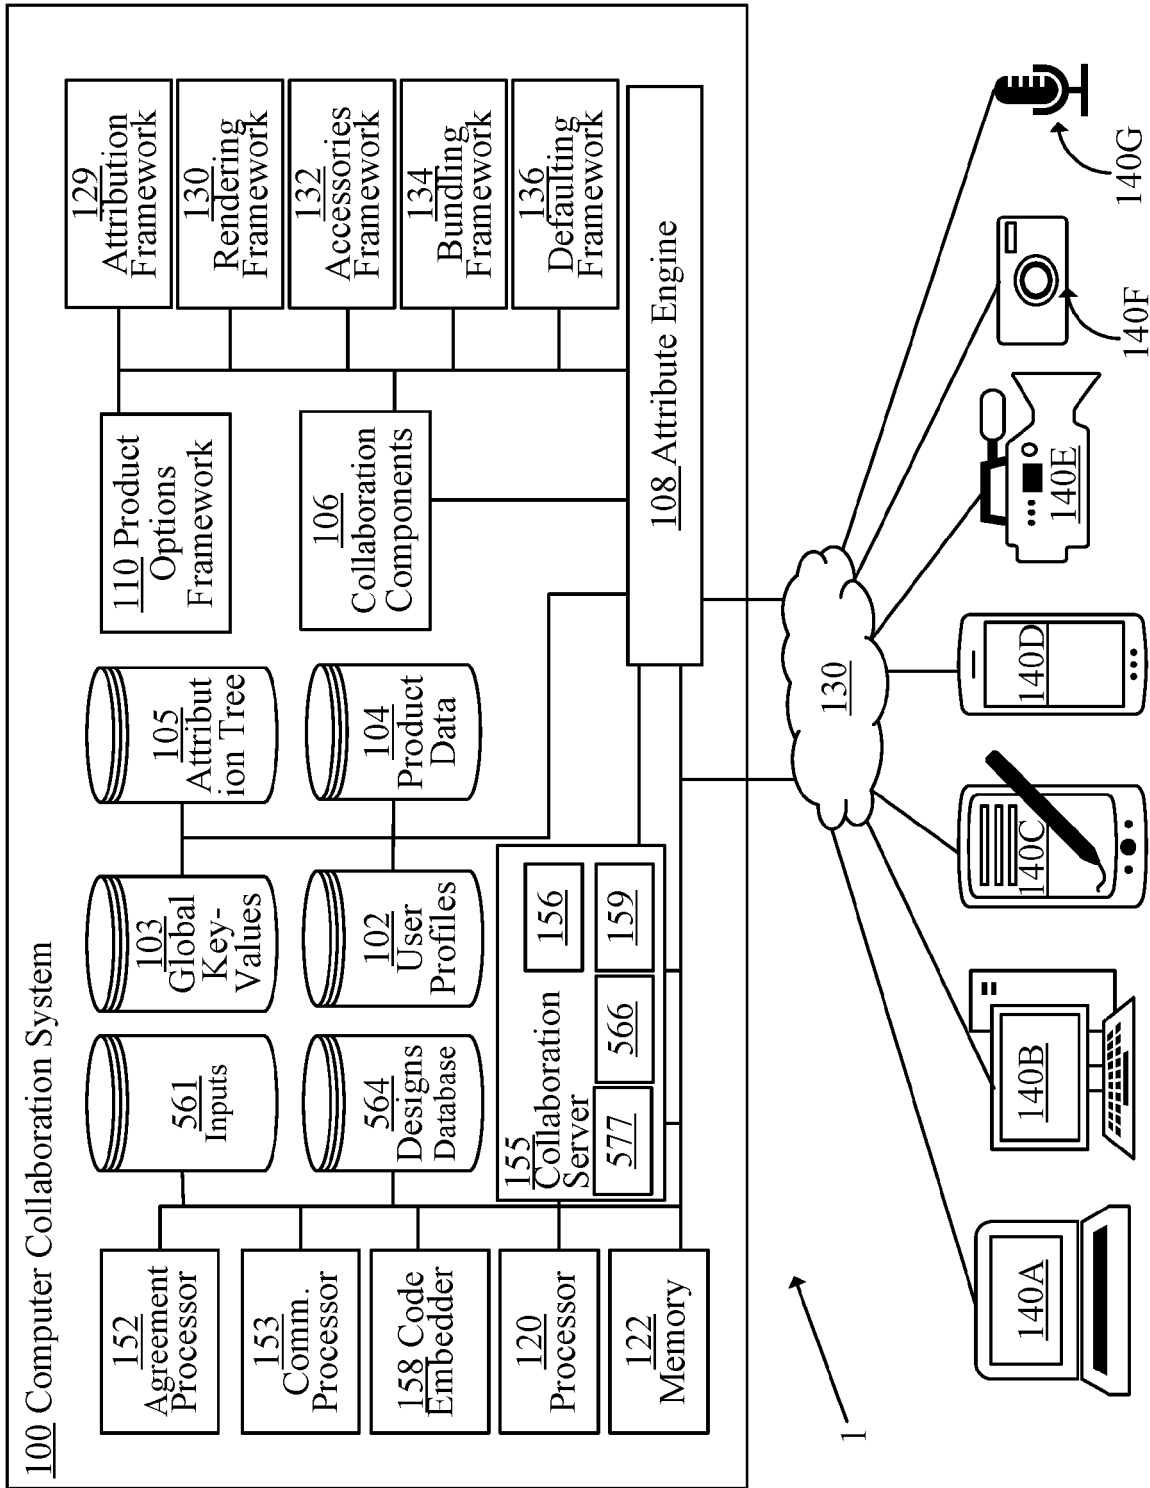 100 Computer Collaboration System
152
Agreement
Processor
153
Comm.
Processor
158 Code
Embedder
120
Processor
122
Memory
561
Inputs
564
Designs
Database
103
Global
Key-
Values
102
User
Profiles
105
Attribut
ion Tree
104
Product
Data
155
Collaboration
Server
156
577
566
159
110 Product
Options
Framework
106
Collaboration
Components
129
Attribution
Framework
130
Rendering
Framework
132
Accessories
Framework
134
Bundling
Framework
136
Defaulting
Framework
108 Attribute Engine
130
1
140A
140B
140C
140D
140E
140F
140G